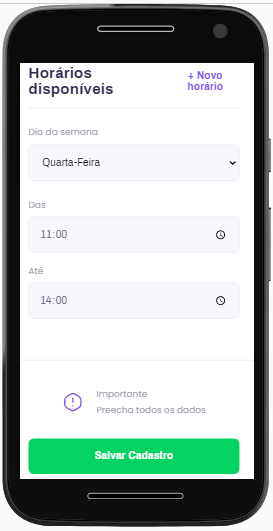 Horários
disponíveis
+ Novo
horário
Dia da semana
Quarta-Feira
Das
11:00
Até
14:00
Importante
Preecha todos os dados
Salvar Cadastro